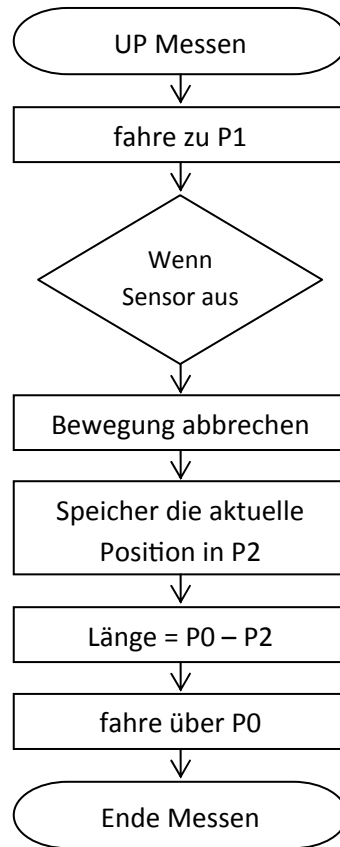 UP Messen
fahre zu P1
Wenn
Sensor aus
Bewegung abbrechen
Speicher die aktuelle
Position in P2
Länge = P0 – P2
fahre über P0
Ende Messen